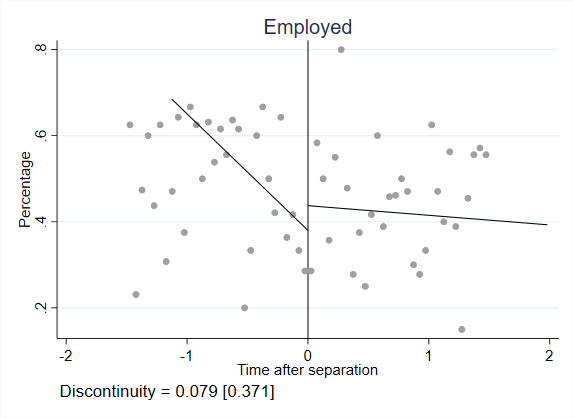 Employed
Percentage
.8
.6
.4
.2
-2 -1 0 1 2
Time after separation
Discontinuity = 0.079 [0.371]